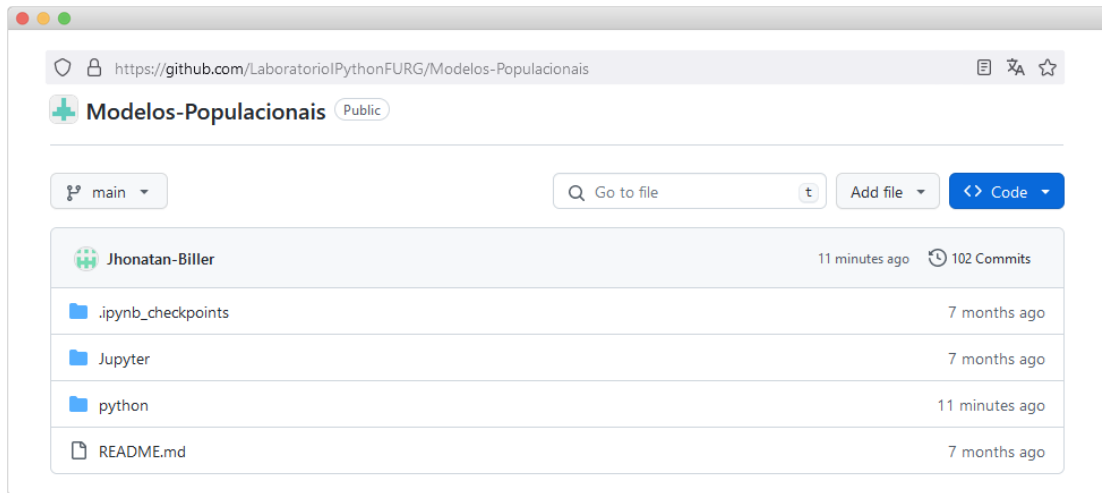 https://github.com/LaboratorioIPythonFURG/Modelos-Populacionais
Modelos-Populacionais Public
main Go to file t Add file <> Code
Jhonatan-Biller 11 minutes ago 102 Commits
.ipynb_checkpoints 7 months ago
Jupyter 7 months ago
python 11 minutes ago
README.md 7 months ago